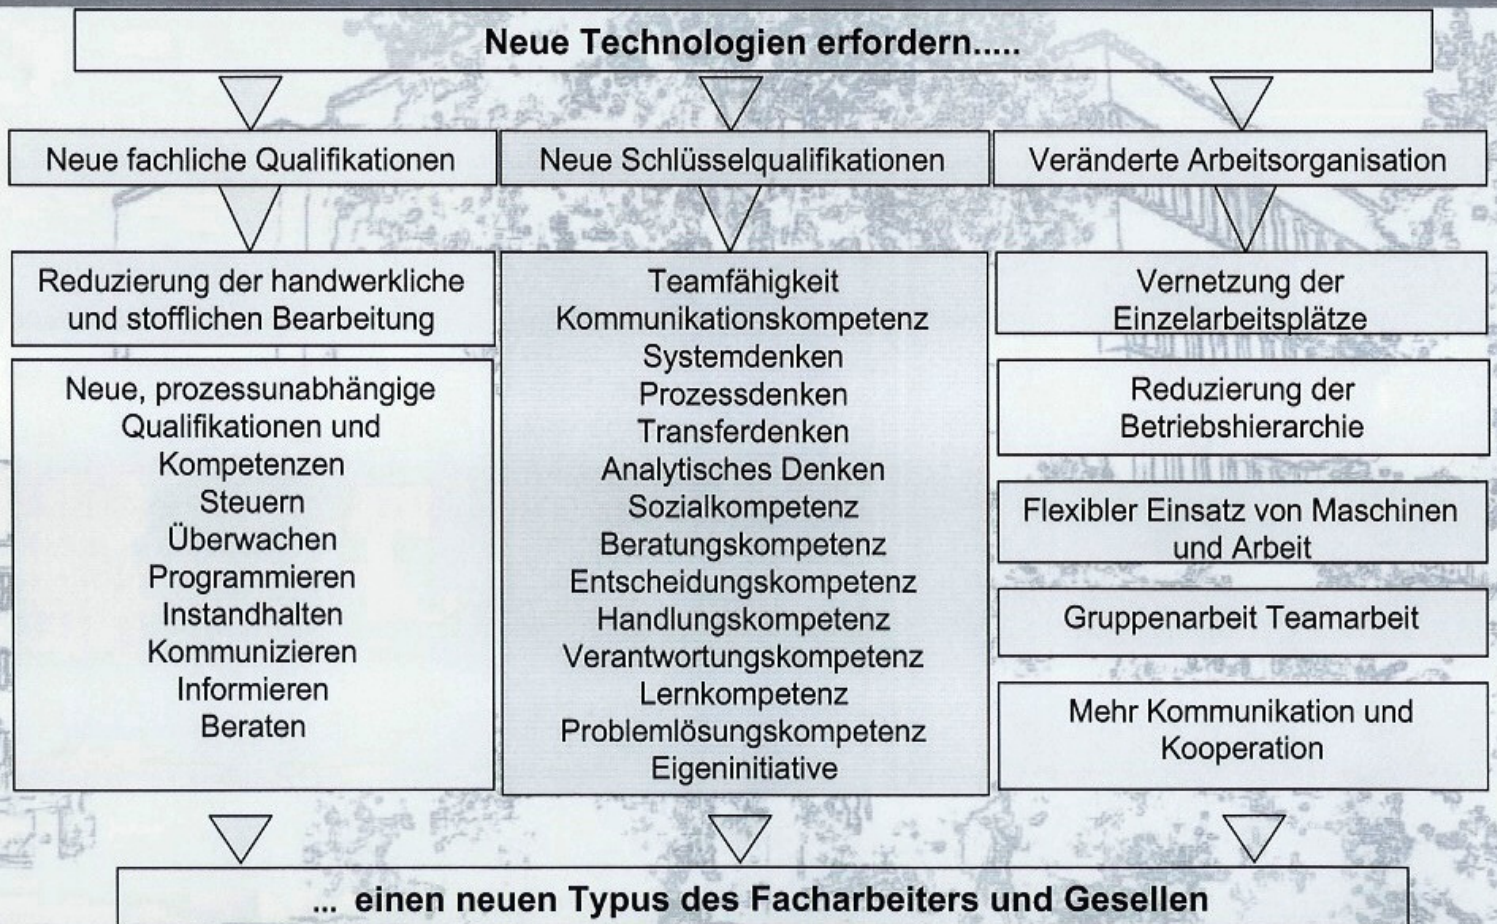 Neue Technologien erfordern.....
Neue fachliche Qualifikationen
Reduzierung der handwerkliche
und stofflichen Bearbeitung
Neue, prozessunabhängige
Qualifikationen und
Kompetenzen
Steuern
Überwachen
Programmieren
Instandhalten
Kommunizieren
Informieren
Beraten
Neue Schlüsselqualifikationen
Teamfähigkeit
Kommunikationskompetenz
Systemdenken
Prozessdenken
Transferdenken
Analytisches Denken
Sozialkompetenz
Beratungskompetenz
Entscheidungskompetenz
Handlungskompetenz
Verantwortungskompetenz
Lernkompetenz
Problemlösungskompetenz
Eigeninitiative
Veränderte Arbeitsorganisation
Vernetzung der
Einzelarbeitsplätze
Reduzierung der
Betriebshierarchie
Flexibler Einsatz von Maschinen
und Arbeit
Gruppenarbeit Teamarbeit
Mehr Kommunikation und
Kooperation
... einen neuen Typus des Facharbeiters und Gesellen